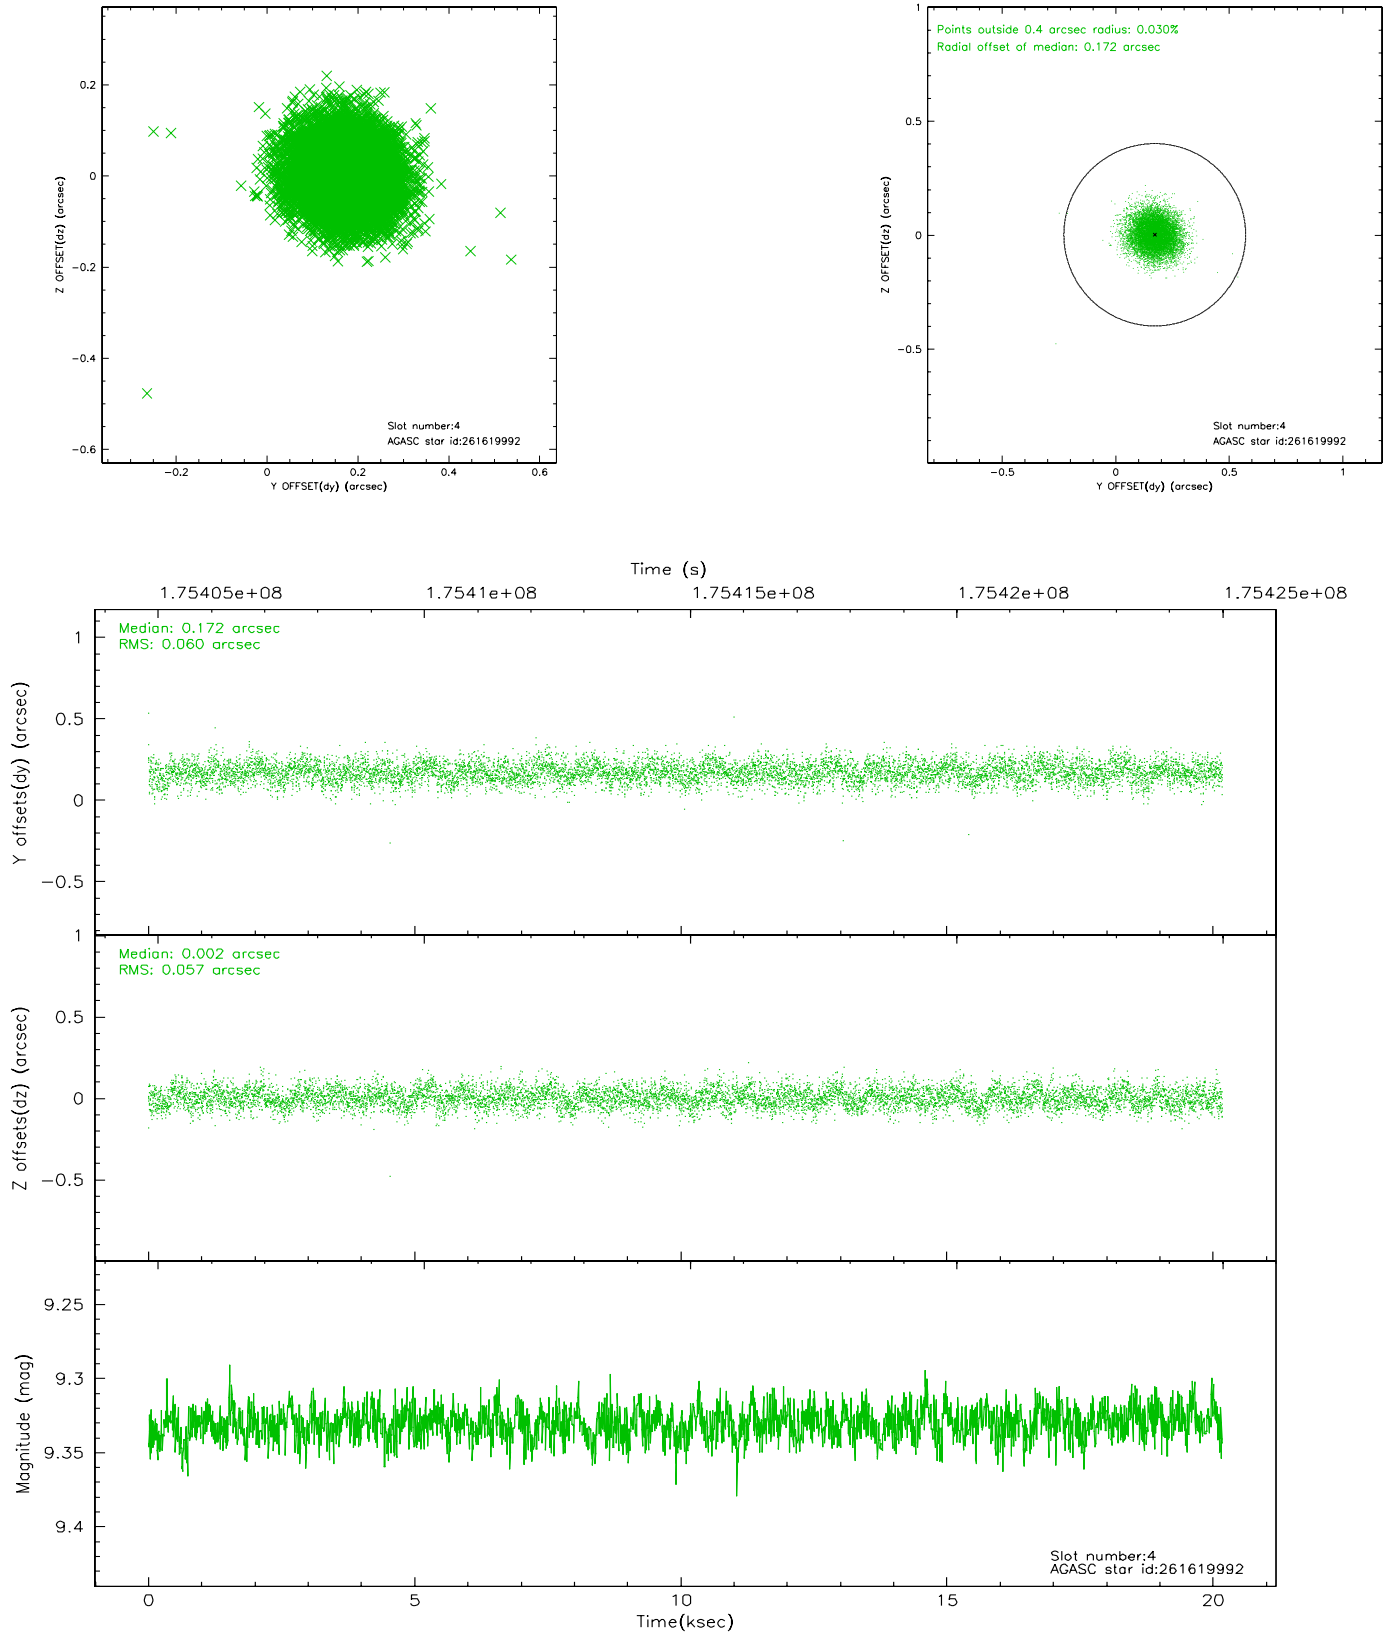 0.2
0
−0.2
−0.4
−0.6
Z OFFSET(dz) (arcsec)
Slot number:4
AGASC star id:261619992
−0.2 0 0.2 0.4 0.6
Y OFFSET(dy) (arcsec)
Points outside 0.4 arcsec radius: 0.030%
Radial offset of median: 0.172 arcsec
1
0.5
0
−0.5
Z OFFSET(dz) (arcsec)
Slot number:4
AGASC star id:261619992
−0.5 0 0.5 1
Y OFFSET(dy) (arcsec)
Time (s)
1.75405e+08 1.7541e+08 1.75415e+08 1.7542e+08 1.75425e+08
Median: 0.172 arcsec
RMS: 0.060 arcsec
1
0.5
0
−0.5
Y offsets(dy) (arcsec)
Median: 0.002 arcsec
RMS: 0.057 arcsec
1
0.5
0
−0.5
Z offsets(dz) (arcsec)
9.25
9.3
9.35
9.4
Magnitude (mag)
Slot number:4
AGASC star id:261619992
0 5 10 15 20
Time(ksec)